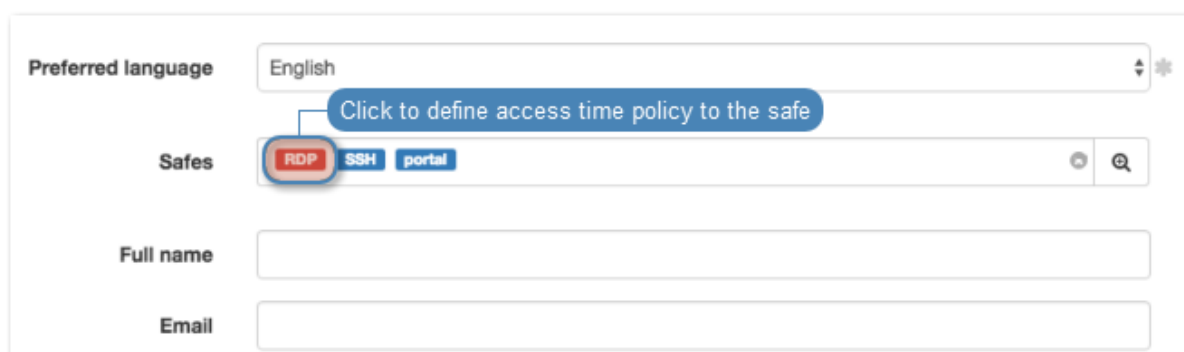 Preferred language English
Click to define access time policy to the safe
Safes RDP SSH portal
Full name
Email